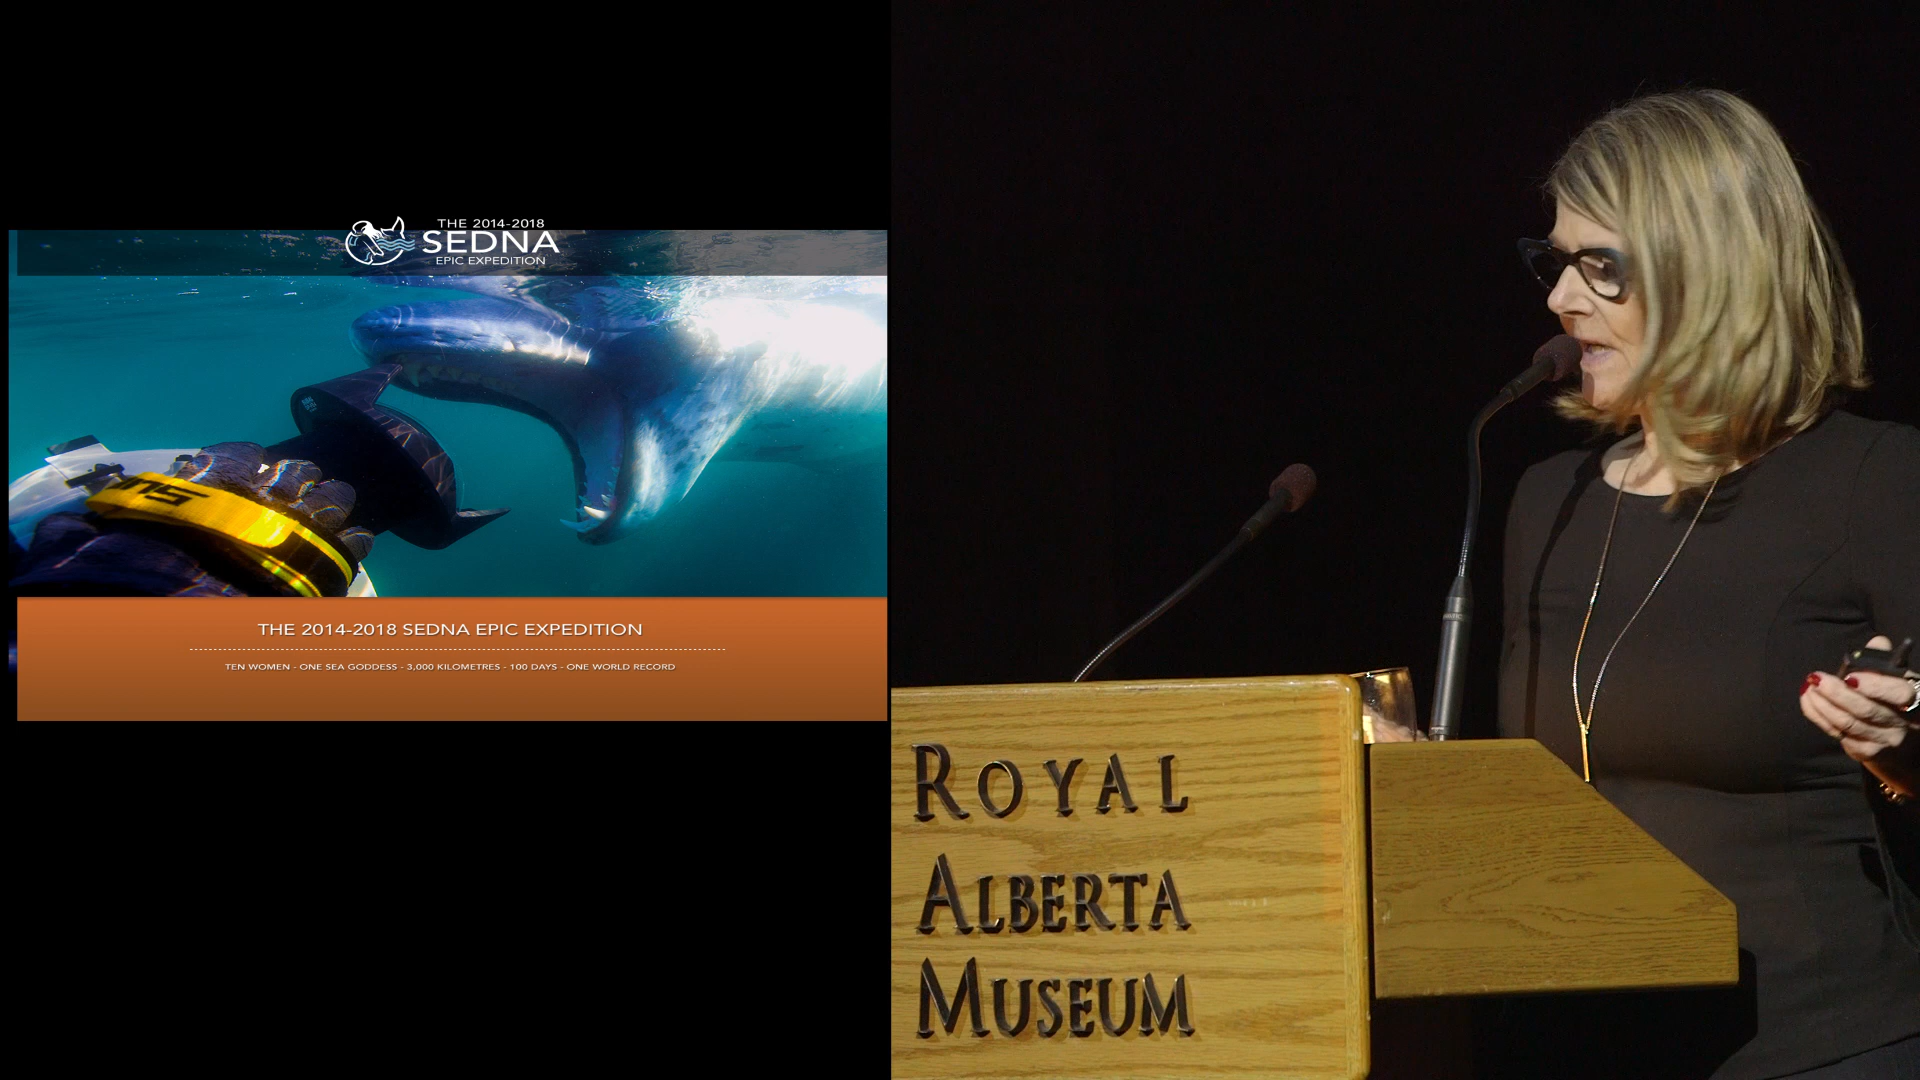 THE 2014-2018
SEDNA
EPIC EXPEDITION
THE 2014-2018 SEDNA EPIC EXPEDITION
TEN WOMEN - ONE SEA GODDESS - 3,000 KILOMETRES - 100 DAYS - ONE WORLD RECORD
ROYAL
ALBERTA
MUSEUM